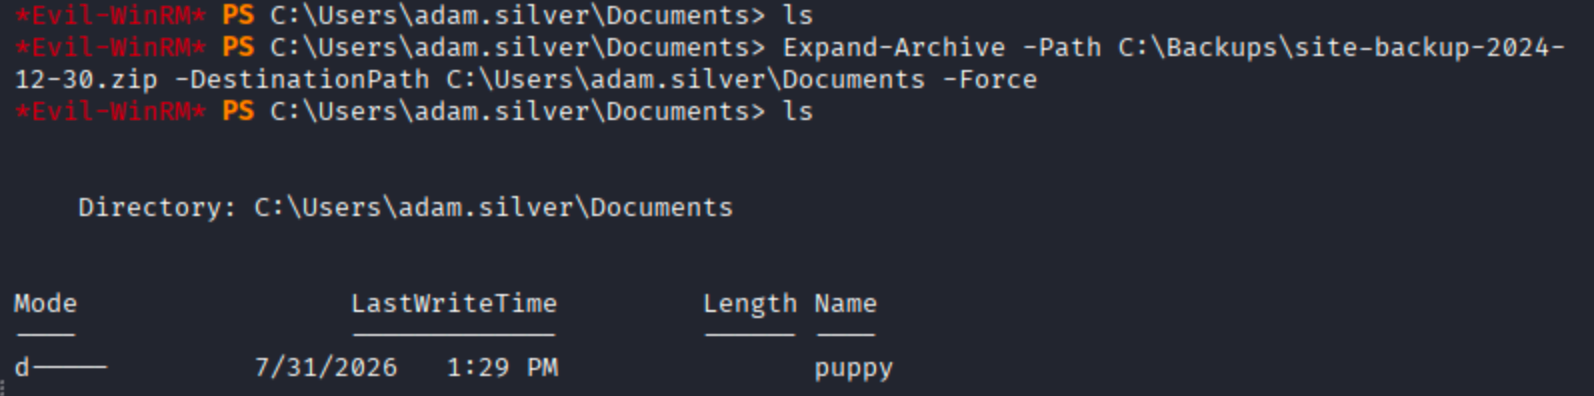 *Evil-WinRM* PS C:\Users\adam.silver\Documents> ls
*Evil-WinRM* PS C:\Users\adam.silver\Documents> Expand-Archive -Path C:\Backups\site-backup-2024-
12-30.zip -DestinationPath C:\Users\adam.silver\Documents -Force
*Evil-WinRM* PS C:\Users\adam.silver\Documents> ls
Directory: C:\Users\adam.silver\Documents
Mode LastWriteTime Length Name
---- ------------- ------ ----
d----- 7/31/2026 1:29 PM puppy